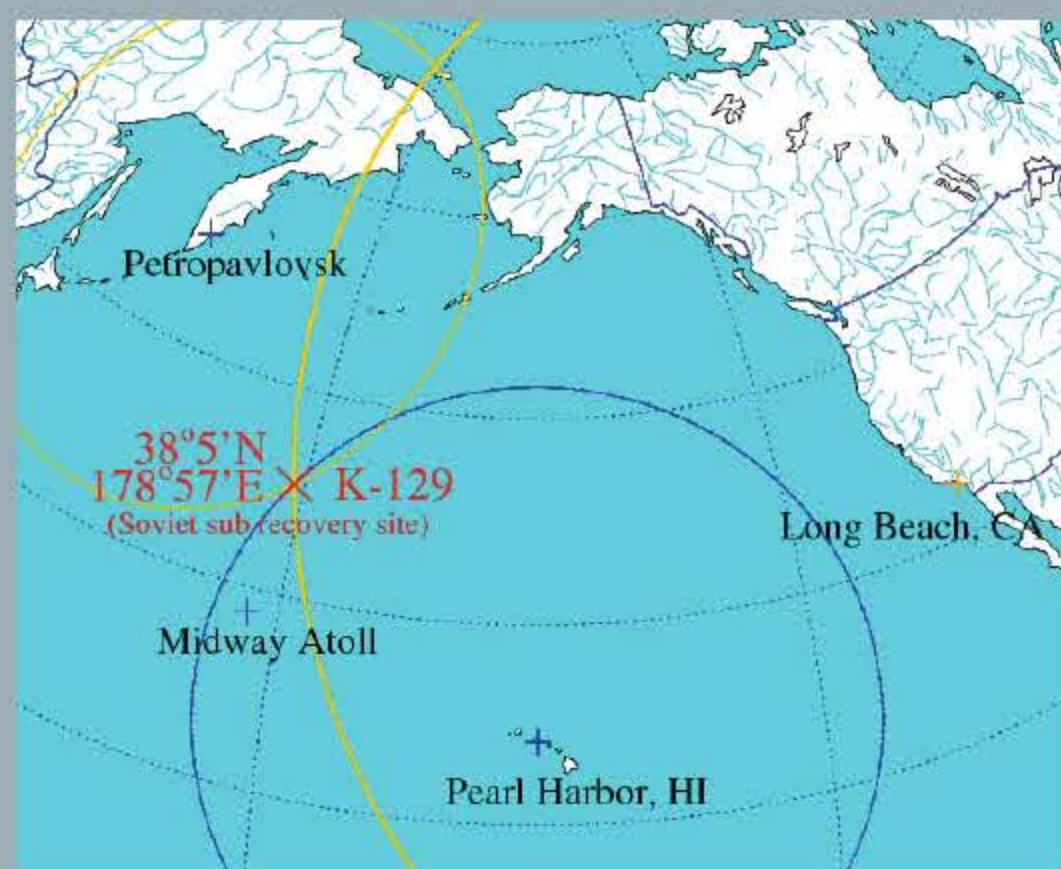 Petropavlovsk
38°5'N
178°57'E K-129
(Soviet sub recovery site)
Long Beach, CA
Midway Atoll
Pearl Harbor, HI